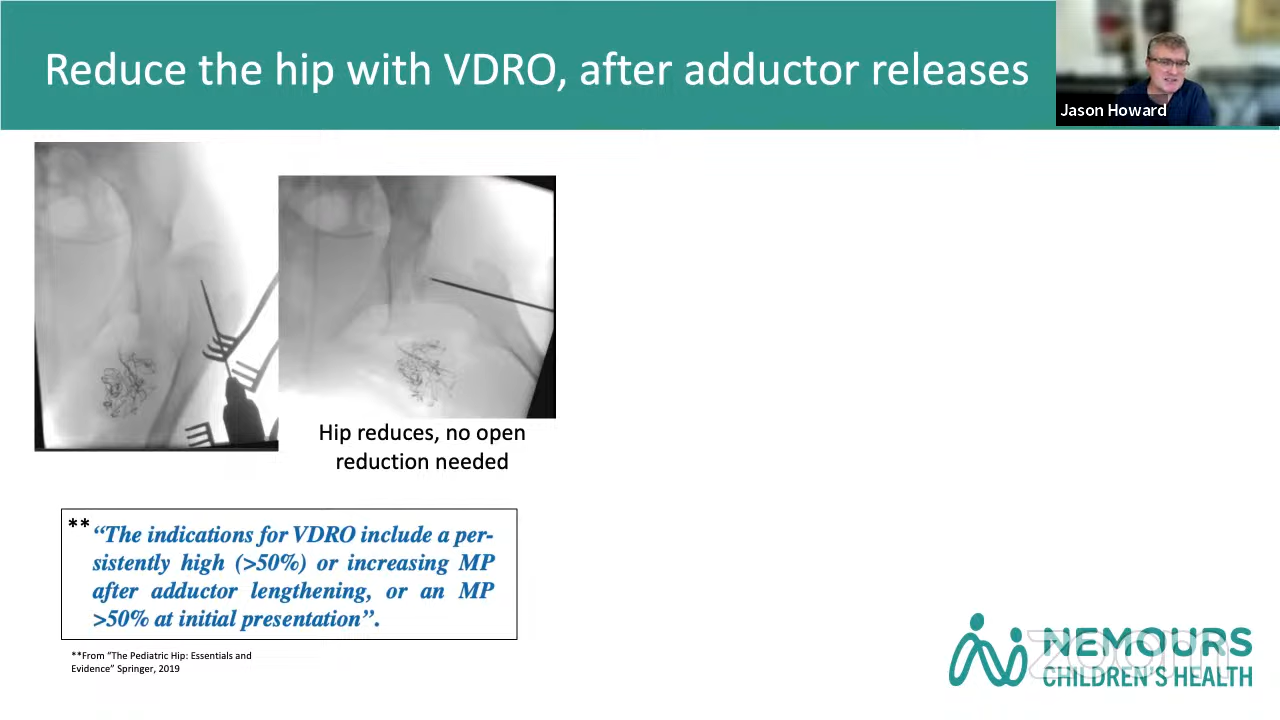 Reduce the hip with VDRO, after adductor releases
Jason Howard
Hip reduces, no open
reduction needed
** “The indications for VDRO include a per-
sistently high (>50%) or increasing MP
after adductor lengthening, or an MP
>50% at initial presentation”.
**From “The Pediatric Hip: Essentials and
Evidence” Springer, 2019
NEMOURS
CHILDREN'S HEALTH
zoom